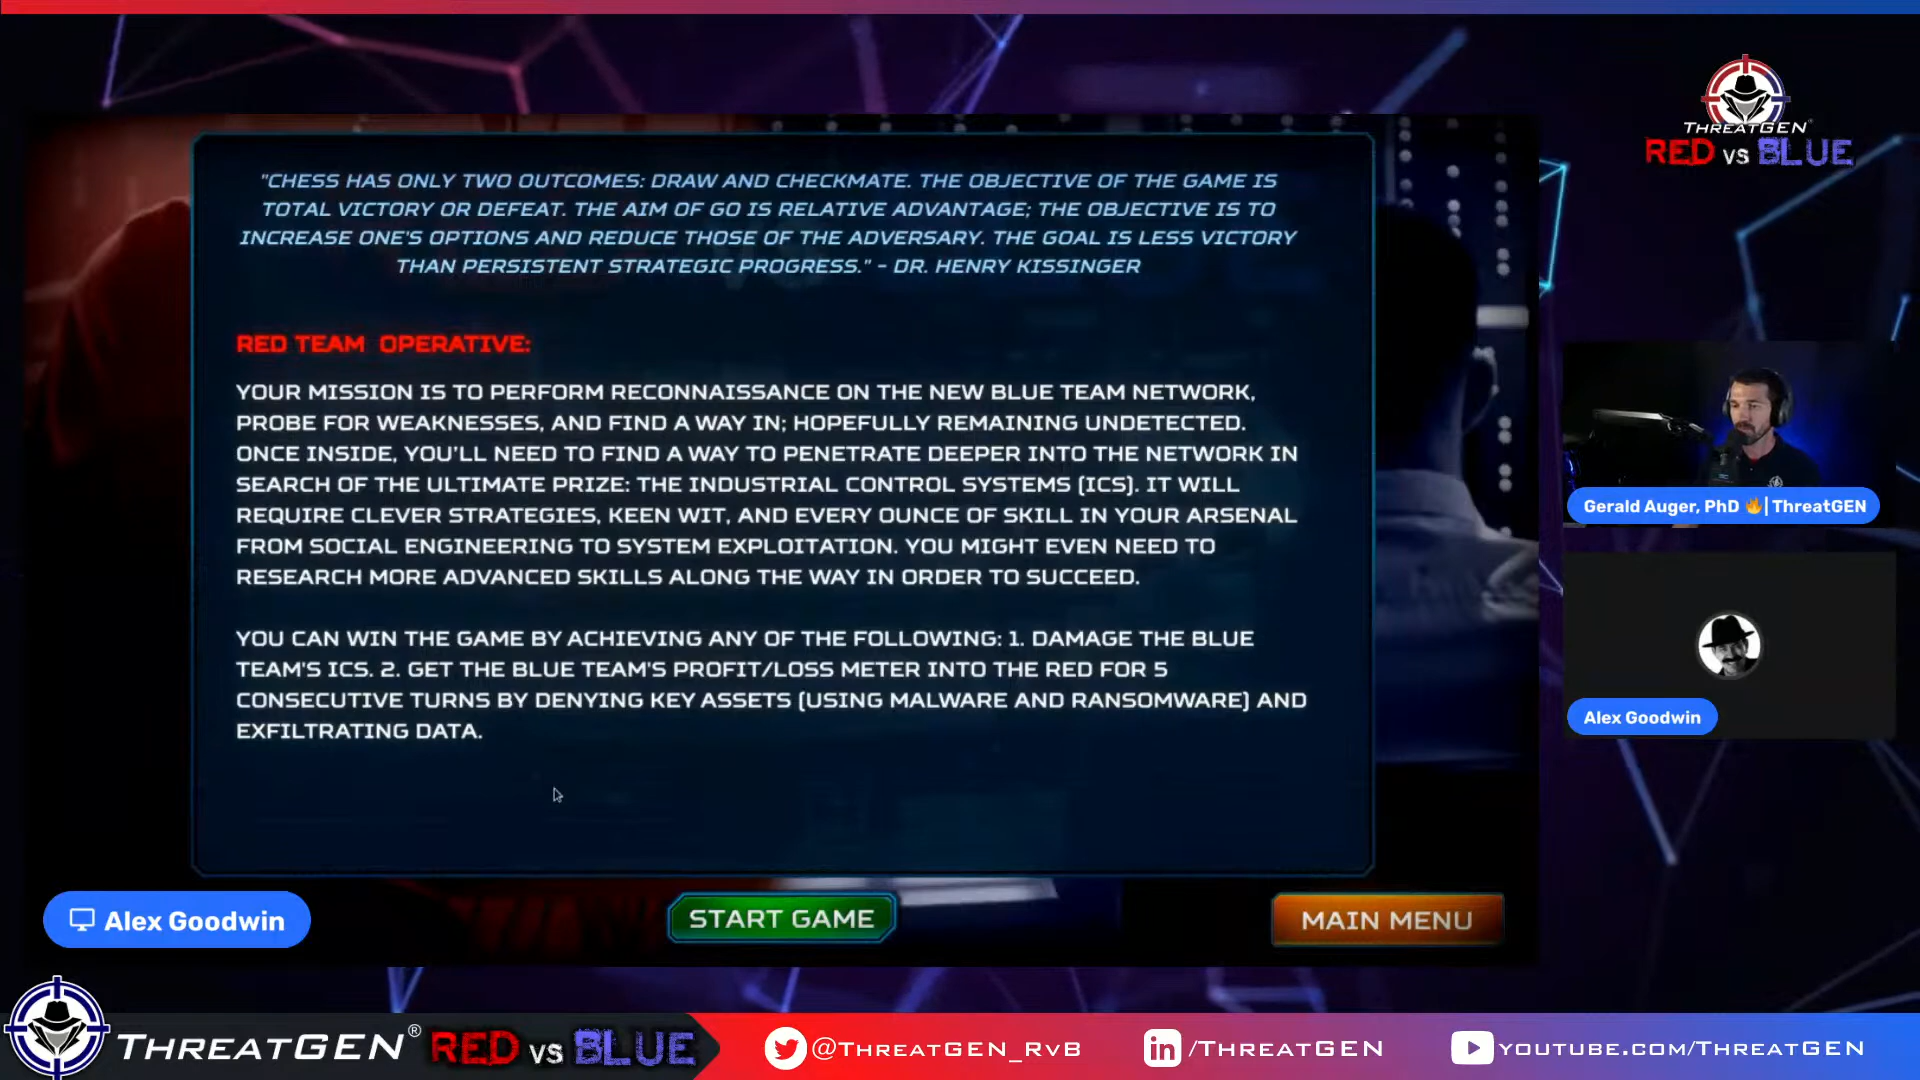 THREATGEN®
RED VS BLUE
"CHESS HAS ONLY TWO OUTCOMES: DRAW AND CHECKMATE. THE OBJECTIVE OF THE GAME IS
TOTAL VICTORY OR DEFEAT. THE AIM OF GO IS RELATIVE ADVANTAGE; THE OBJECTIVE IS TO
INCREASE ONE'S OPTIONS AND REDUCE THOSE OF THE ADVERSARY. THE GOAL IS LESS VICTORY
THAN PERSISTENT STRATEGIC PROGRESS." - DR. HENRY KISSINGER
RED TEAM OPERATIVE:
YOUR MISSION IS TO PERFORM RECONNAISSANCE ON THE NEW BLUE TEAM NETWORK,
PROBE FOR WEAKNESSES, AND FIND A WAY IN; HOPEFULLY REMAINING UNDETECTED.
ONCE INSIDE, YOU'LL NEED TO FIND A WAY TO PENETRATE DEEPER INTO THE NETWORK IN
SEARCH OF THE ULTIMATE PRIZE: THE INDUSTRIAL CONTROL SYSTEMS (ICS). IT WILL
REQUIRE CLEVER STRATEGIES, KEEN WIT, AND EVERY OUNCE OF SKILL IN YOUR ARSENAL
FROM SOCIAL ENGINEERING TO SYSTEM EXPLOITATION. YOU MIGHT EVEN NEED TO
RESEARCH MORE ADVANCED SKILLS ALONG THE WAY IN ORDER TO SUCCEED.
YOU CAN WIN THE GAME BY ACHIEVING ANY OF THE FOLLOWING: 1. DAMAGE THE BLUE
TEAM'S ICS. 2. GET THE BLUE TEAM'S PROFIT/LOSS METER INTO THE RED FOR 5
CONSECUTIVE TURNS BY DENYING KEY ASSETS (USING MALWARE AND RANSOMWARE) AND
EXFILTRATING DATA.
Gerald Auger, PhD 🔥| ThreatGEN
Alex Goodwin
Alex Goodwin
START GAME
MAIN MENU
THREATGEN® RED VS BLUE
@THREATGEN_RVB
/THREATGEN
YOUTUBE.COM/THREATGEN